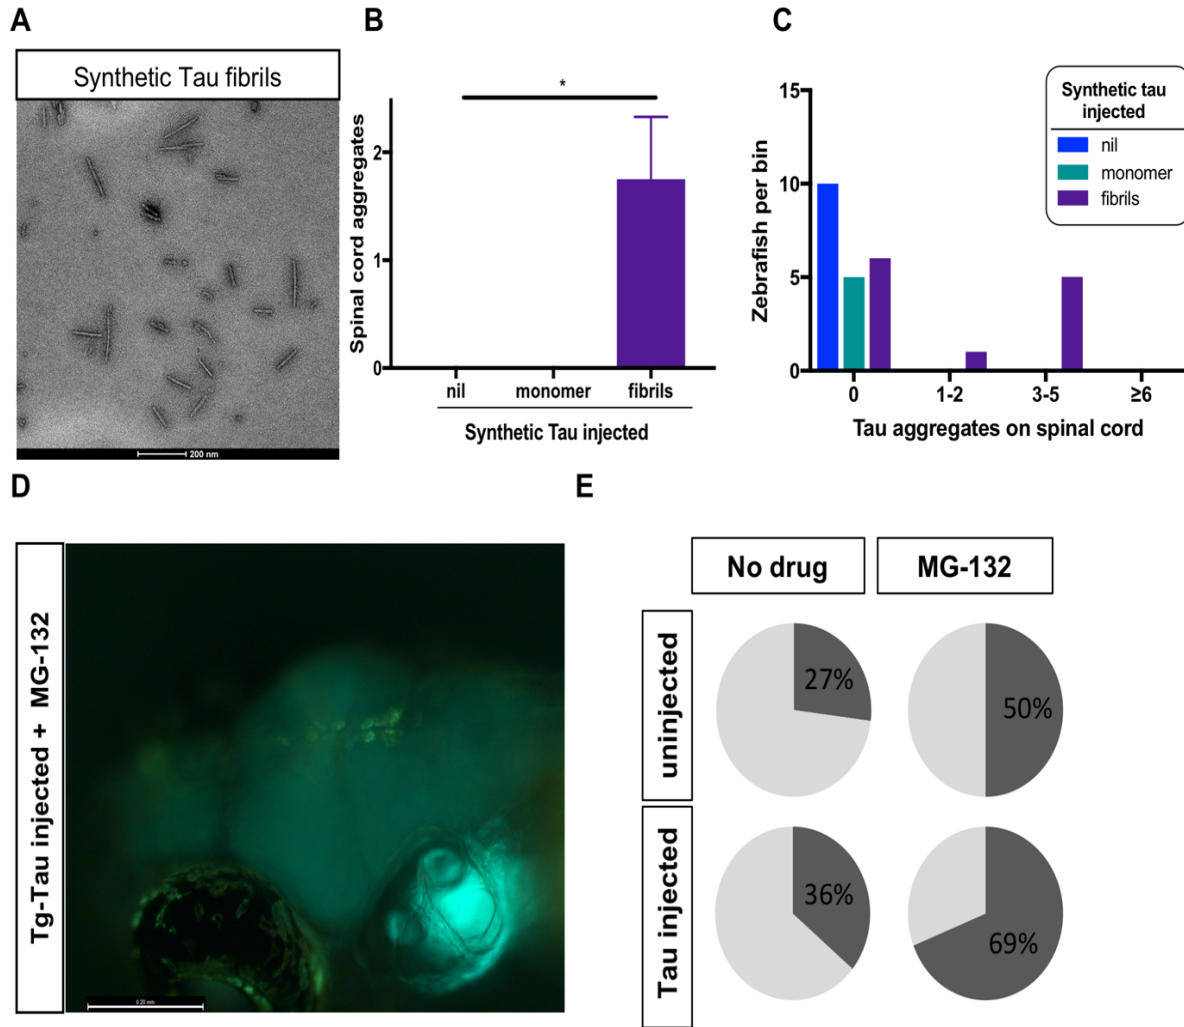 A
Synthetic Tau fibrils
200 nm
B
Spinal cord aggregates
2
1
0
*
nil
monomer
fibrils
Synthetic Tau injected
C
Zebrafish per bin
15
10
5
0
Synthetic tau
injected
nil
monomer
fibrils
0
1-2
3-5
≥6
Tau aggregates on spinal cord
D
Tg-Tau injected + MG-132
0.20 mm
E
No drug
MG-132
uninjected
27%
50%
Tau injected
36%
69%